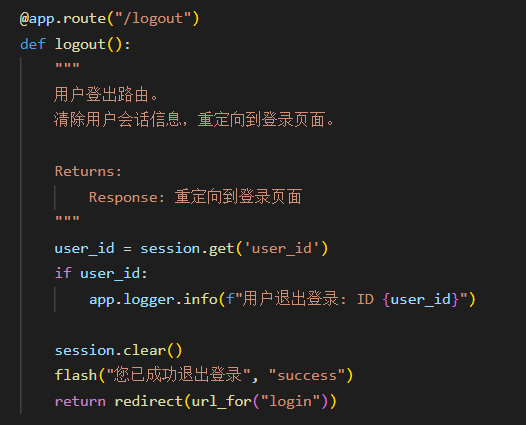 @app.route("/logout")
def logout():
    """
    用户登出路由。
    清除用户会话信息，重定向到登录页面。

    Returns:
        Response: 重定向到登录页面
    """
    user_id = session.get('user_id')
    if user_id:
        app.logger.info(f"用户退出登录: ID {user_id}")

    session.clear()
    flash("您已成功退出登录", "success")
    return redirect(url_for("login"))